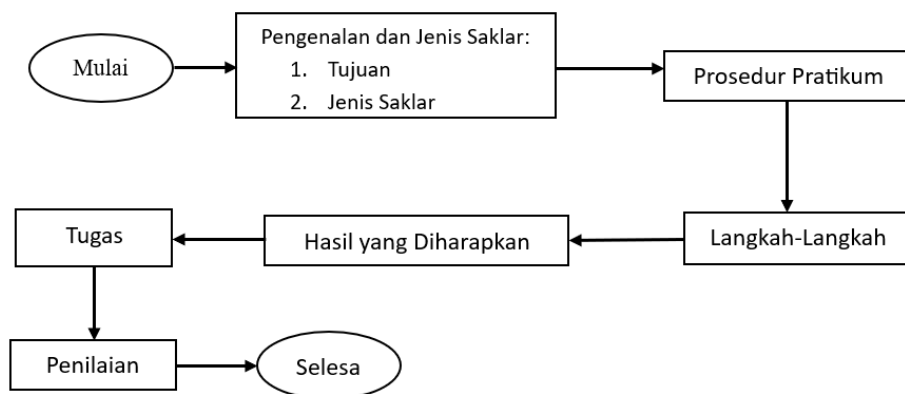 Mulai
Pengenalan dan Jenis Saklar:
1. Tujuan
2. Jenis Saklar
Prosedur Pratikum
Langkah-Langkah
Hasil yang Diharapkan
Tugas
Penilaian
Selesa